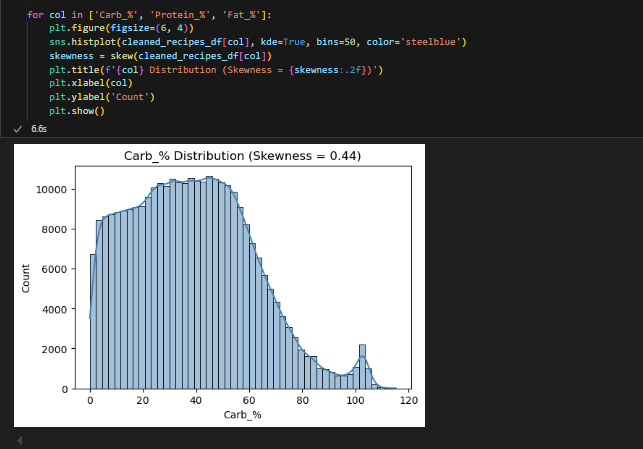 for col in ['Carb_%', 'Protein_%', 'Fat_%']:
    plt.figure(figsize=(6, 4))
    sns.histplot(cleaned_recipes_df[col], kde=True, bins=50, color='steelblue')
    skewness = skew(cleaned_recipes_df[col])
    plt.title(f'{col} Distribution (Skewness = {skewness:.2f})')
    plt.xlabel(col)
    plt.ylabel('Count')
    plt.show()
✓ 6.6s
Carb_% Distribution (Skewness = 0.44)
10000
8000
6000
4000
2000
0
Count
0 20 40 60 80 100 120
Carb_%